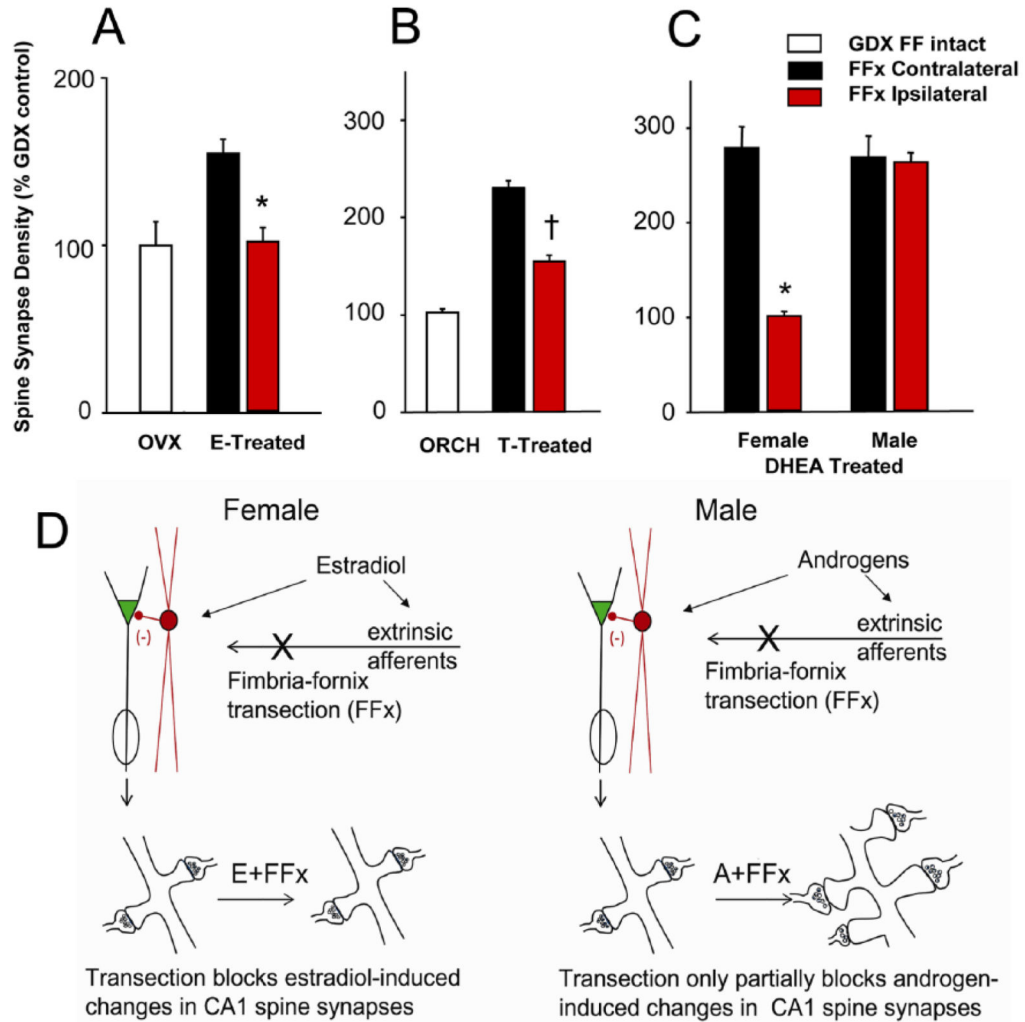 A
B
C
GDX FF intact
FFx Contralateral
FFx Ipsilateral
Spine Synapse Density (% GDX control)
200
100
0
*
OVX E-Treated
300
200
100
0
†
ORCH T-Treated
300
200
100
0
*
Female Male
DHEA Treated
D
Female
Estradiol
(-)
extrinsic
afferents
X
Fimbria-fornix
transection (FFx)
E+FFx
Transection blocks estradiol-induced
changes in CA1 spine synapses
Male
Androgens
(-)
extrinsic
afferents
X
Fimbria-fornix
transection (FFx)
A+FFx
Transection only partially blocks androgen-
induced changes in CA1 spine synapses